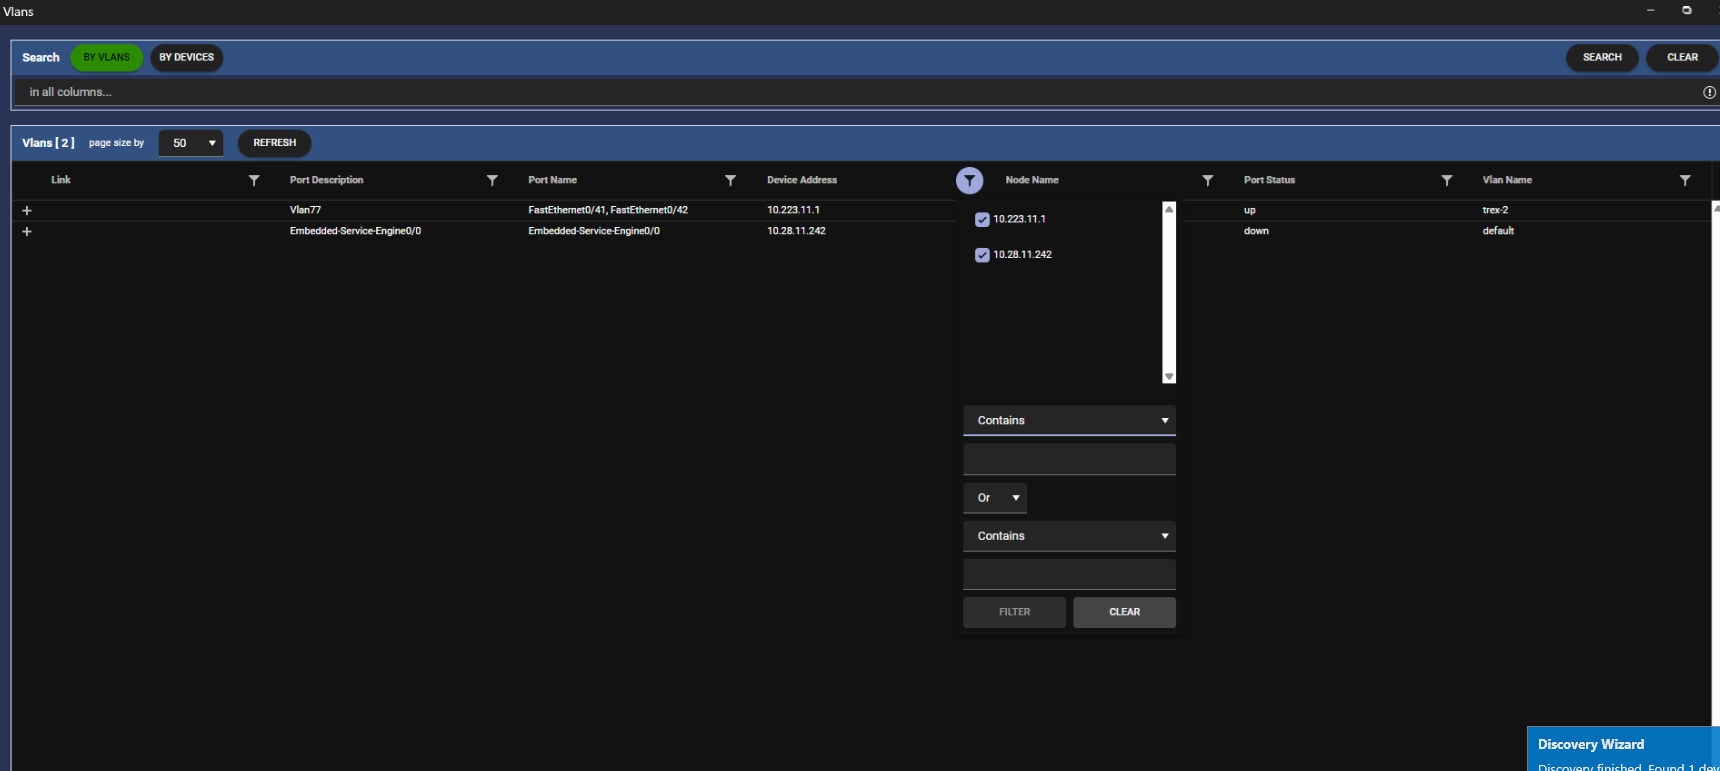 Vlans
Search BY VLANS BY DEVICES SEARCH CLEAR
in all columns...
Vlans [ 2 ] page size by 50 REFRESH
Link Port Description Port Name Device Address Node Name Port Status Vlan Name
Vlan77 FastEthernet0/41, FastEthernet0/42 10.223.11.1 up trex-2
Embedded-Service-Engine0/0 Embedded-Service-Engine0/0 10.28.11.242 down default
10.223.11.1
10.28.11.242
Contains
Or
Contains
FILTER CLEAR
Discovery Wizard
Discovery finished. Found 1 dev